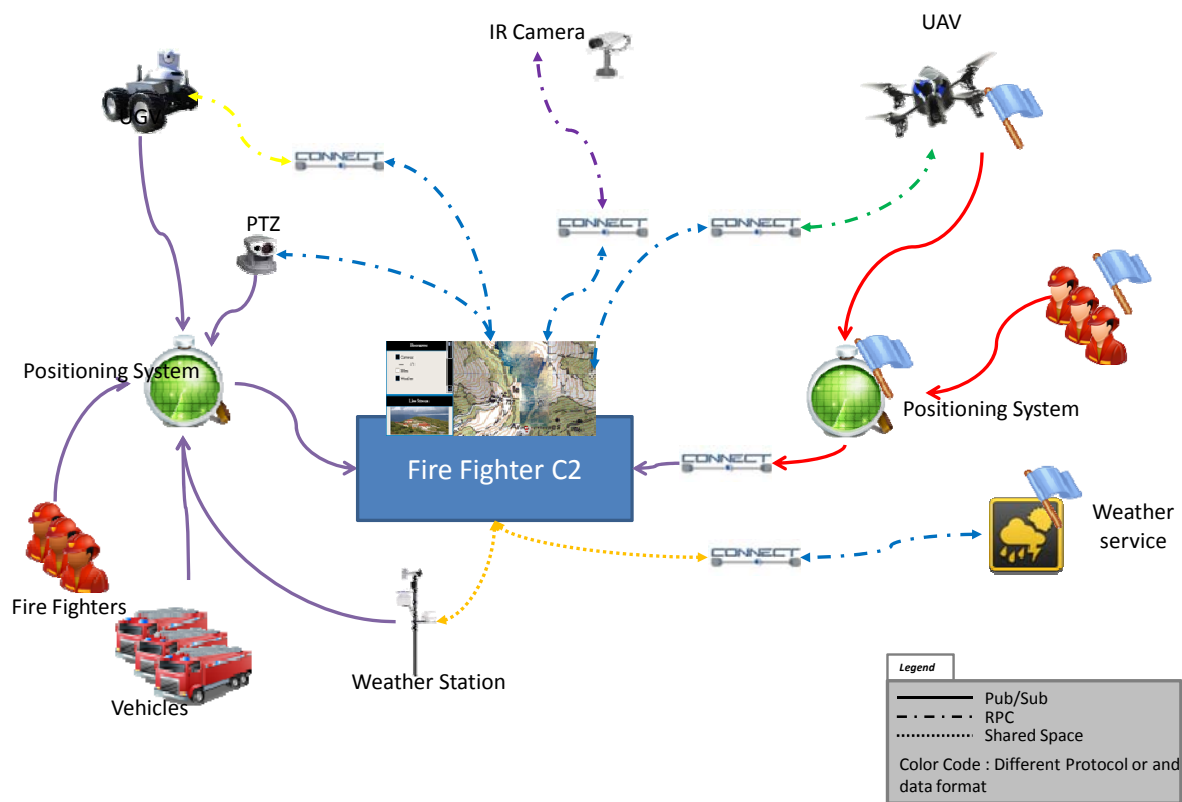 IR Camera
UAV
UGV
CONNECT
PTZ
CONNECT
CONNECT
Positioning System
Positioning System
CONNECT
Fire Fighter C2
Weather
service
CONNECT
Fire Fighters
Weather Station
Vehicles
Legend
Pub/Sub
RPC
Shared Space
Color Code : Different Protocol or and
data format